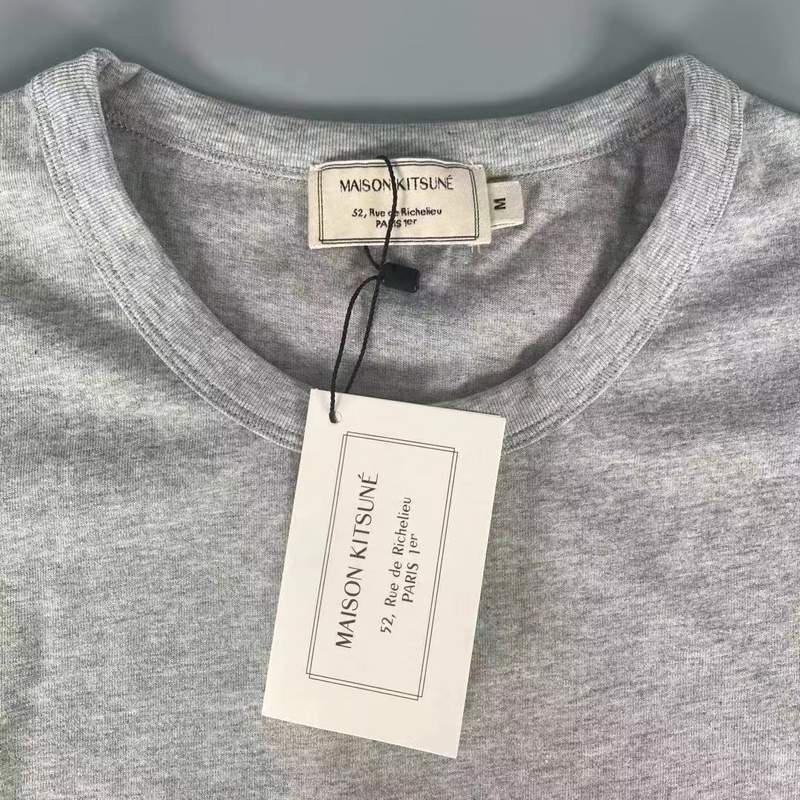 MAISON KITSUNÉ
52, Rue de Richelieu
PARIS 1er
M
MAISON KITSUNÉ
52, Rue de Richelieu
PARIS 1er